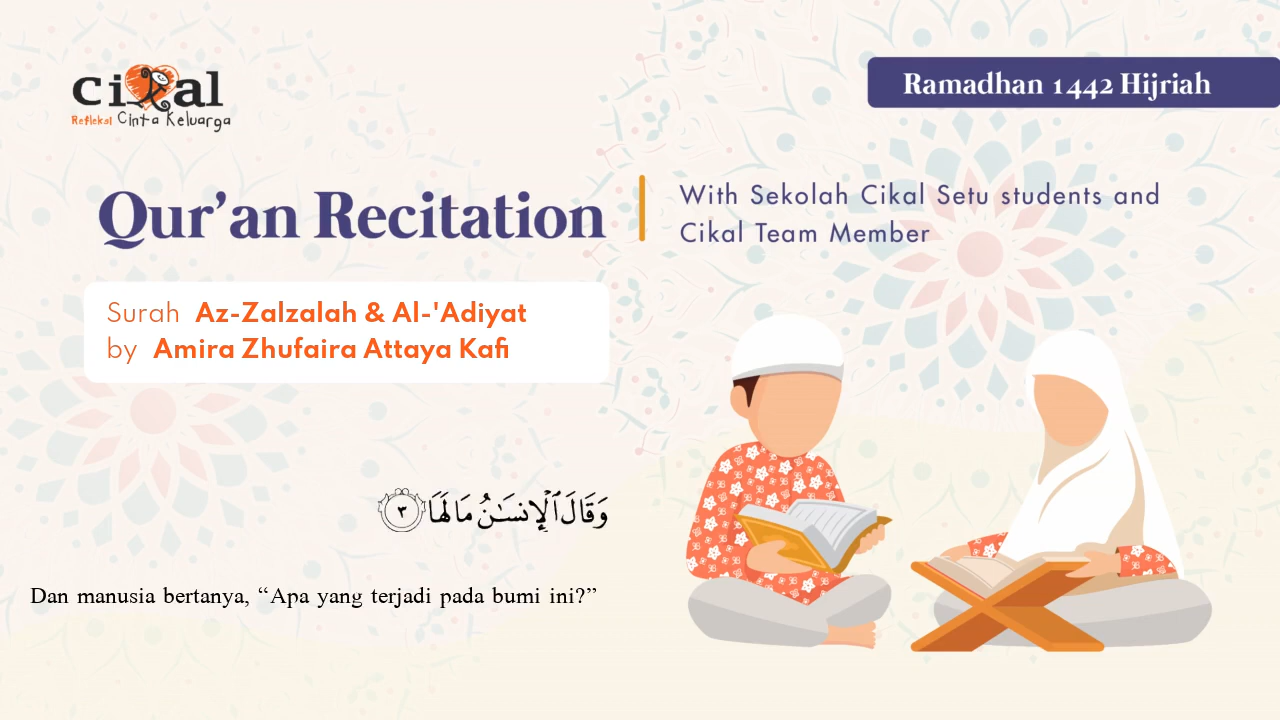 cikal
Refleksi Cinta Keluarga
Ramadhan 1442 Hijriah
Qur’an Recitation
With Sekolah Cikal Setu students and
Cikal Team Member
Surah Az-Zalzalah & Al-'Adiyat
by Amira Zhufaira Attaya Kafi
وَقَالَ ٱلْإِنسَـٰنُ مَا لَهَا ٣
Dan manusia bertanya, “Apa yang terjadi pada bumi ini?”